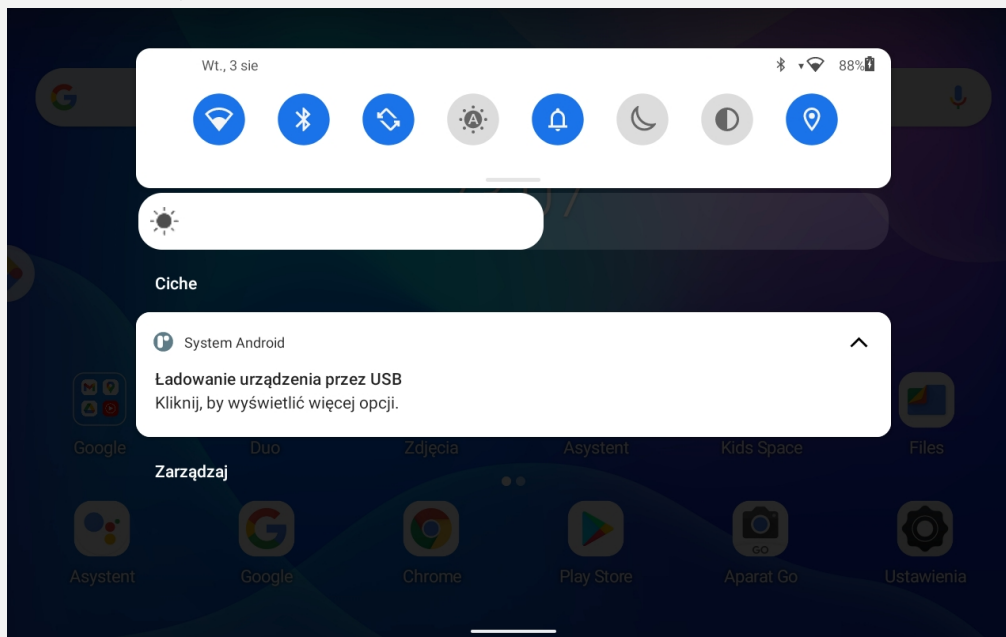 Wt., 3 sie
88%
A
Ciche
System Android
Ładowanie urządzenia przez USB
Kliknij, by wyświetlić więcej opcji.
Google Duo Zdjęcia Asystent Kids Space Files
Zarządzaj
GO
Asystent Google Chrome Play Store Aparat Go Ustawienia